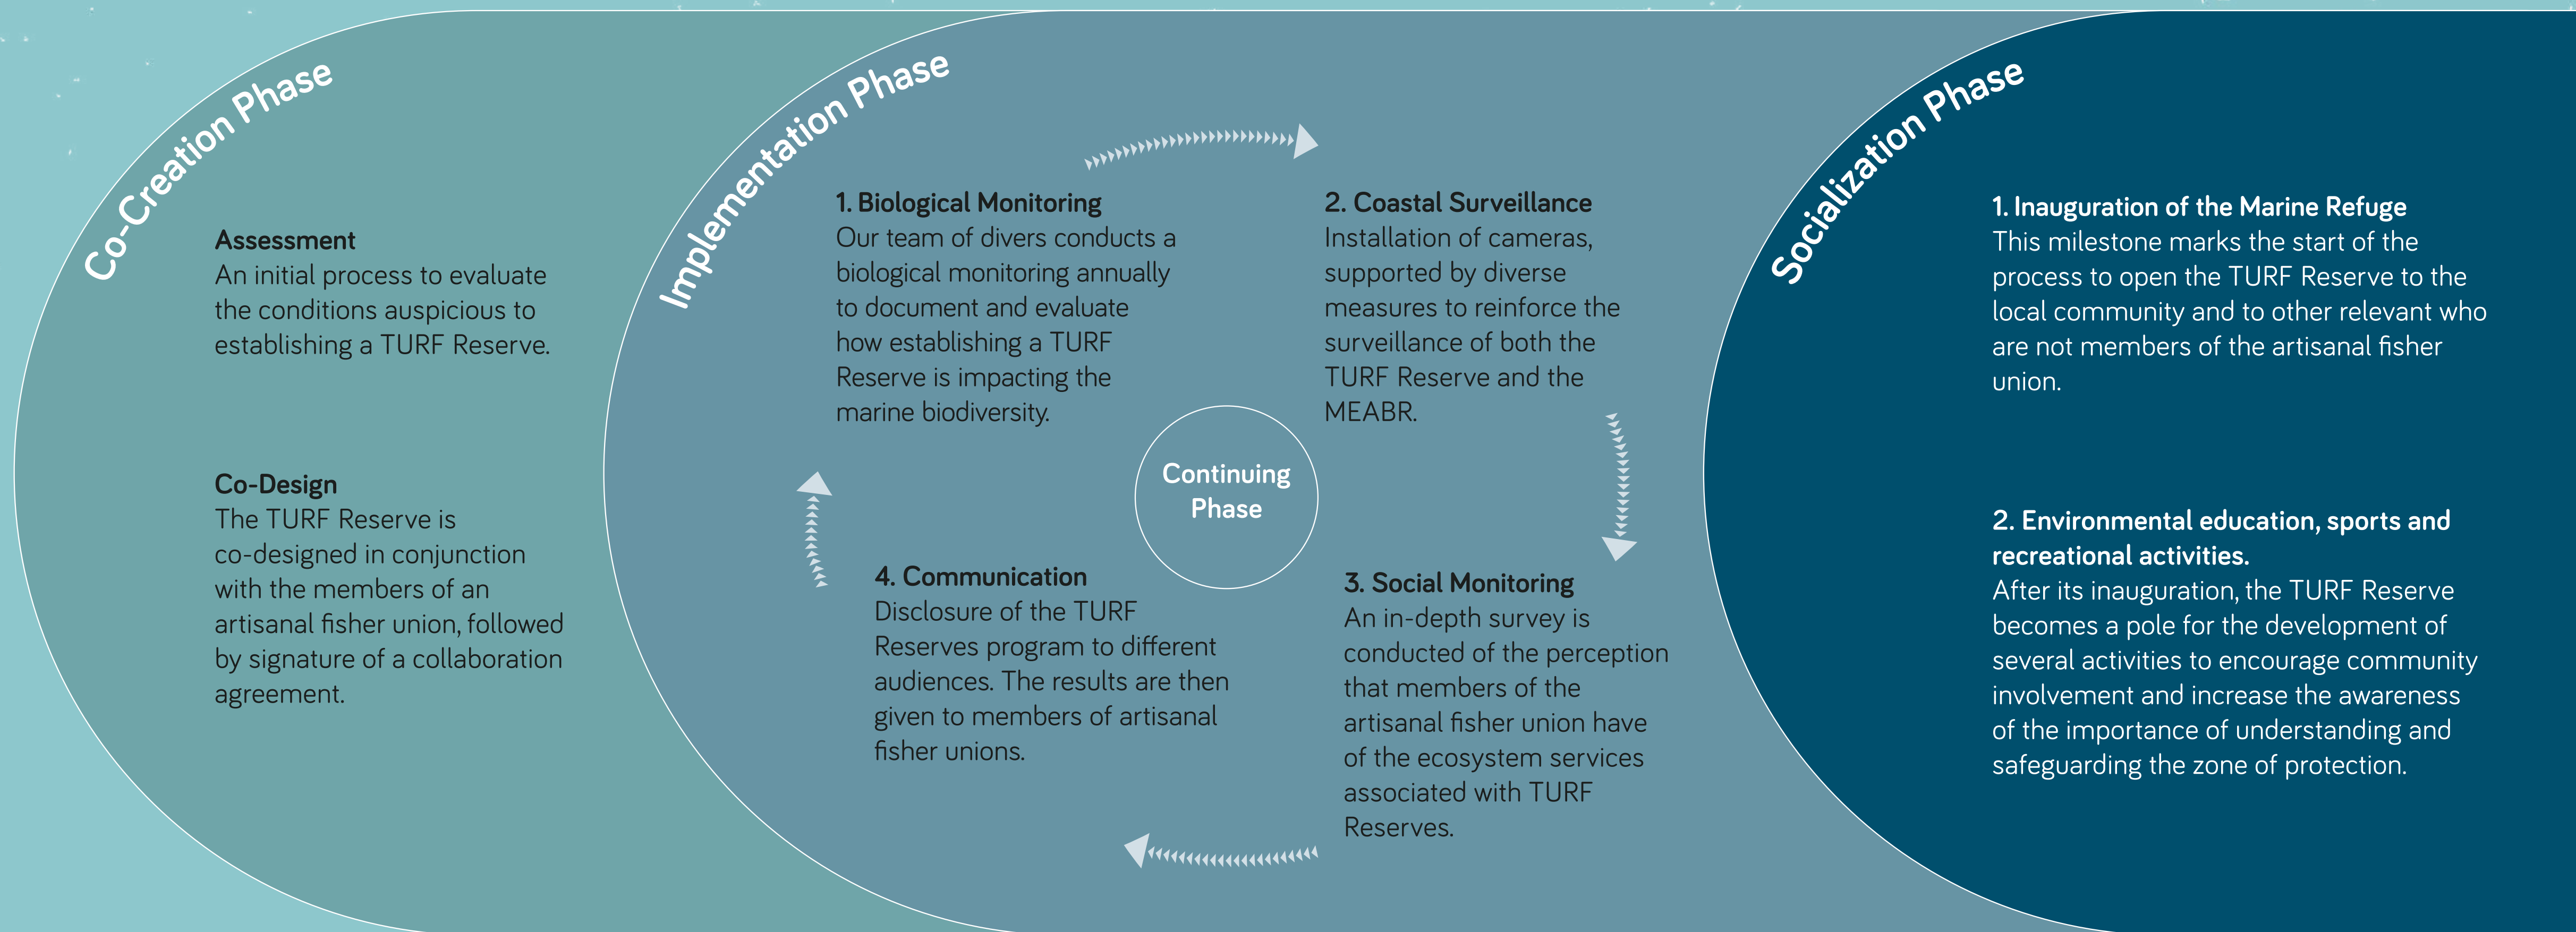 Co-Creation Phase
Assessment
An initial process to evaluate
the conditions auspicious to
establishing a TURF Reserve.
Co-Design
The TURF Reserve is
co-designed in conjunction
with the members of an
artisanal fisher union, followed
by signature of a collaboration
agreement.
Implementation Phase
1. Biological Monitoring
Our team of divers conducts a
biological monitoring annually
to document and evaluate
how establishing a TURF
Reserve is impacting the
marine biodiversity.
2. Coastal Surveillance
Installation of cameras,
supported by diverse
measures to reinforce the
surveillance of both the
TURF Reserve and the
MEABR.
Continuing
Phase
3. Social Monitoring
An in-depth survey is
conducted of the perception
that members of the
artisanal fisher union have
of the ecosystem services
associated with TURF
Reserves.
4. Communication
Disclosure of the TURF
Reserves program to different
audiences. The results are then
given to members of artisanal
fisher unions.
Socialization Phase
1. Inauguration of the Marine Refuge
This milestone marks the start of the
process to open the TURF Reserve to the
local community and to other relevant who
are not members of the artisanal fisher
union.
2. Environmental education, sports and
recreational activities.
After its inauguration, the TURF Reserve
becomes a pole for the development of
several activities to encourage community
involvement and increase the awareness
of the importance of understanding and
safeguarding the zone of protection.